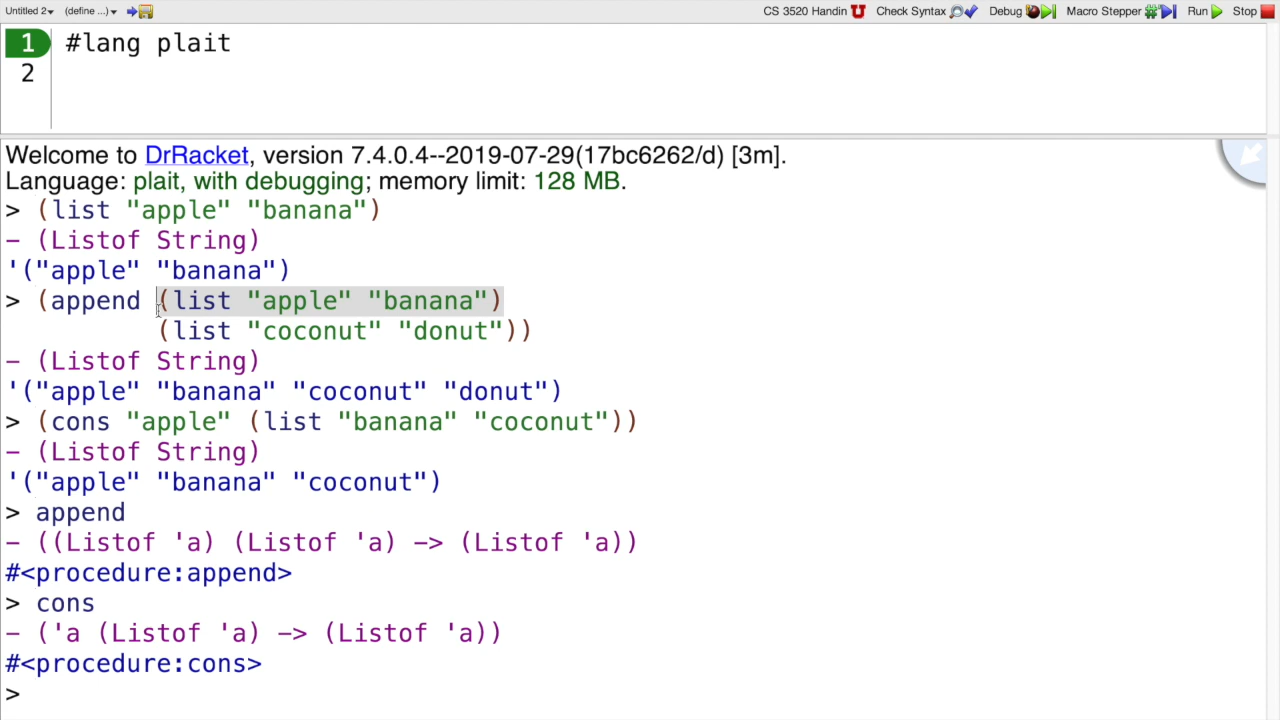 Untitled 2 (define ...) CS 3520 Handin Check Syntax Debug Macro Stepper Run Stop
1 #lang plait
2
Welcome to DrRacket, version 7.4.0.4--2019-07-29(17bc6262/d) [3m].
Language: plait, with debugging; memory limit: 128 MB.
> (list "apple" "banana")
- (Listof String)
'("apple" "banana")
> (append (list "apple" "banana")
(list "coconut" "donut"))
- (Listof String)
'("apple" "banana" "coconut" "donut")
> (cons "apple" (list "banana" "coconut"))
- (Listof String)
'("apple" "banana" "coconut")
> append
- ((Listof 'a) (Listof 'a) -> (Listof 'a))
#<procedure:append>
> cons
- ('a (Listof 'a) -> (Listof 'a))
#<procedure:cons>
>